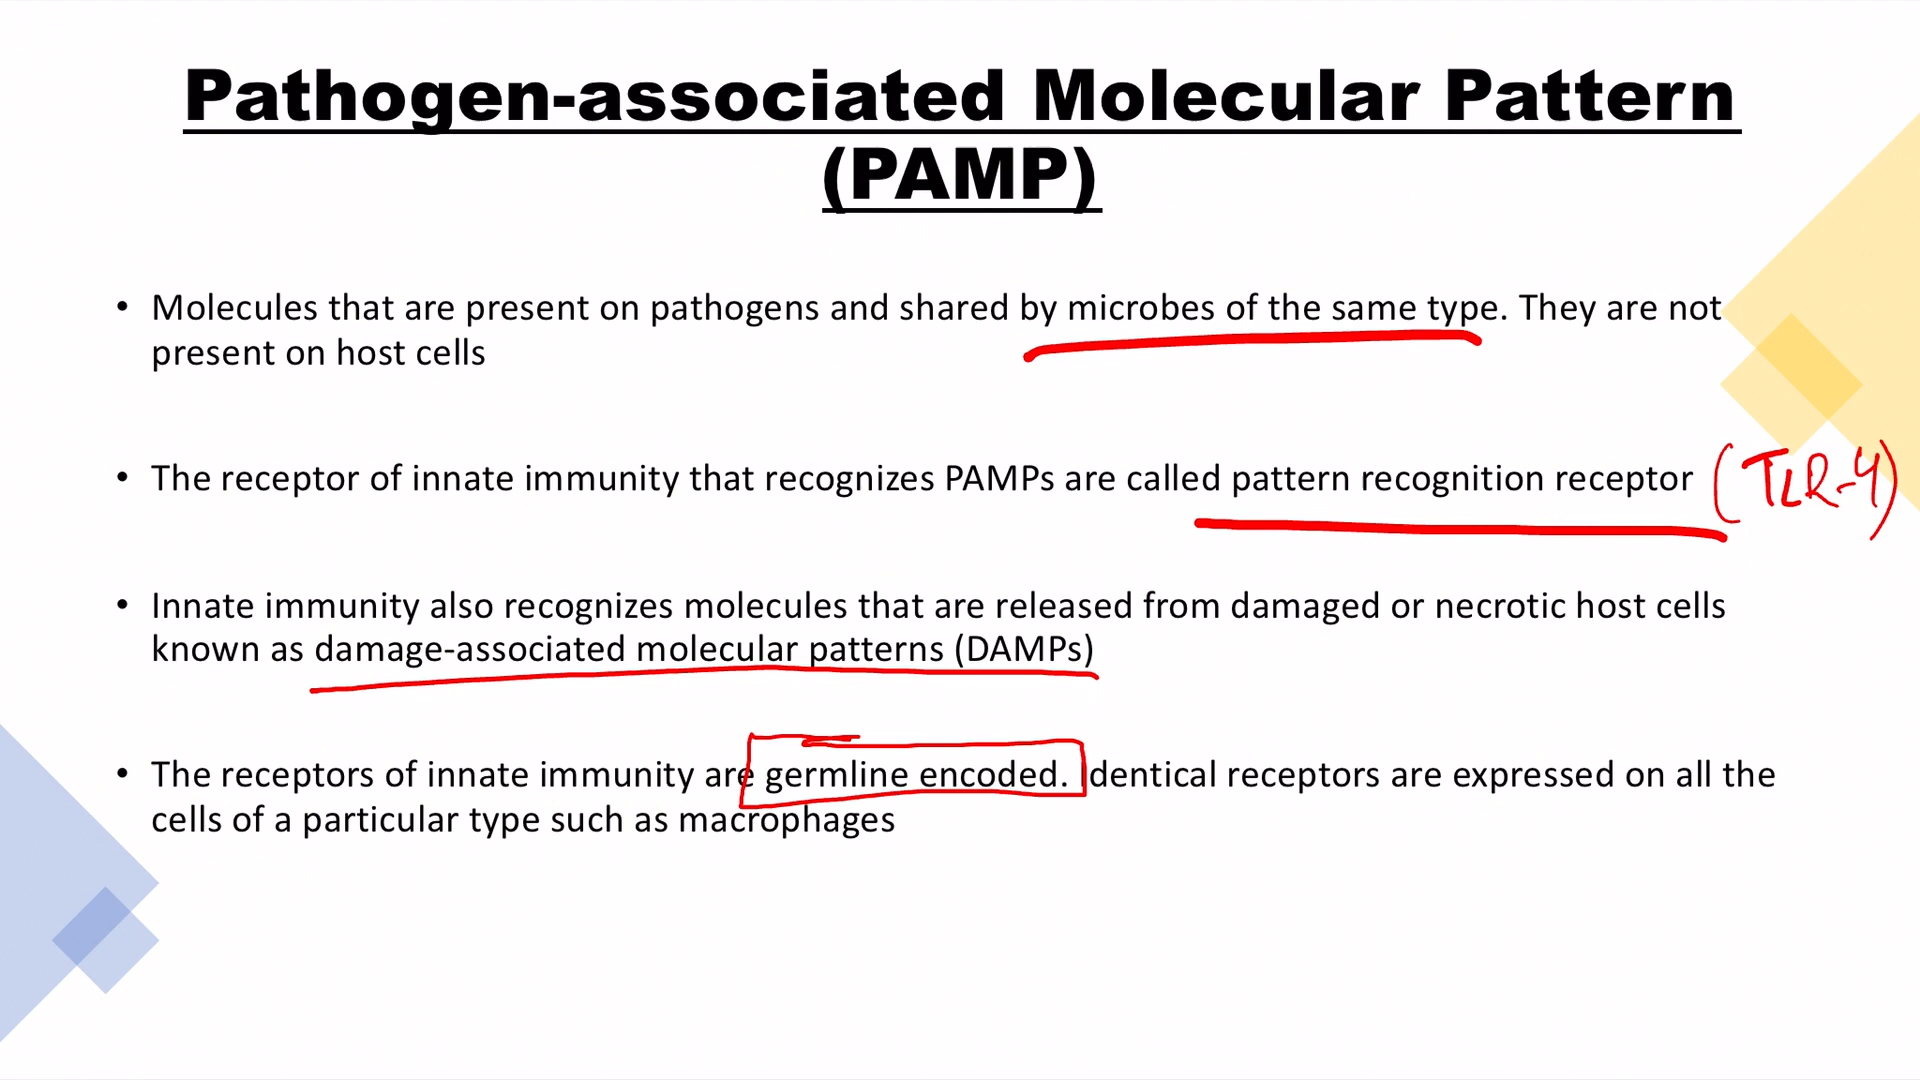 Pathogen-associated Molecular Pattern
(PAMP)
• Molecules that are present on pathogens and shared by microbes of the same type. They are not
present on host cells
• The receptor of innate immunity that recognizes PAMPs are called pattern recognition receptor (TLR-4)
• Innate immunity also recognizes molecules that are released from damaged or necrotic host cells
known as damage-associated molecular patterns (DAMPs)
• The receptors of innate immunity are germline encoded. Identical receptors are expressed on all the
cells of a particular type such as macrophages